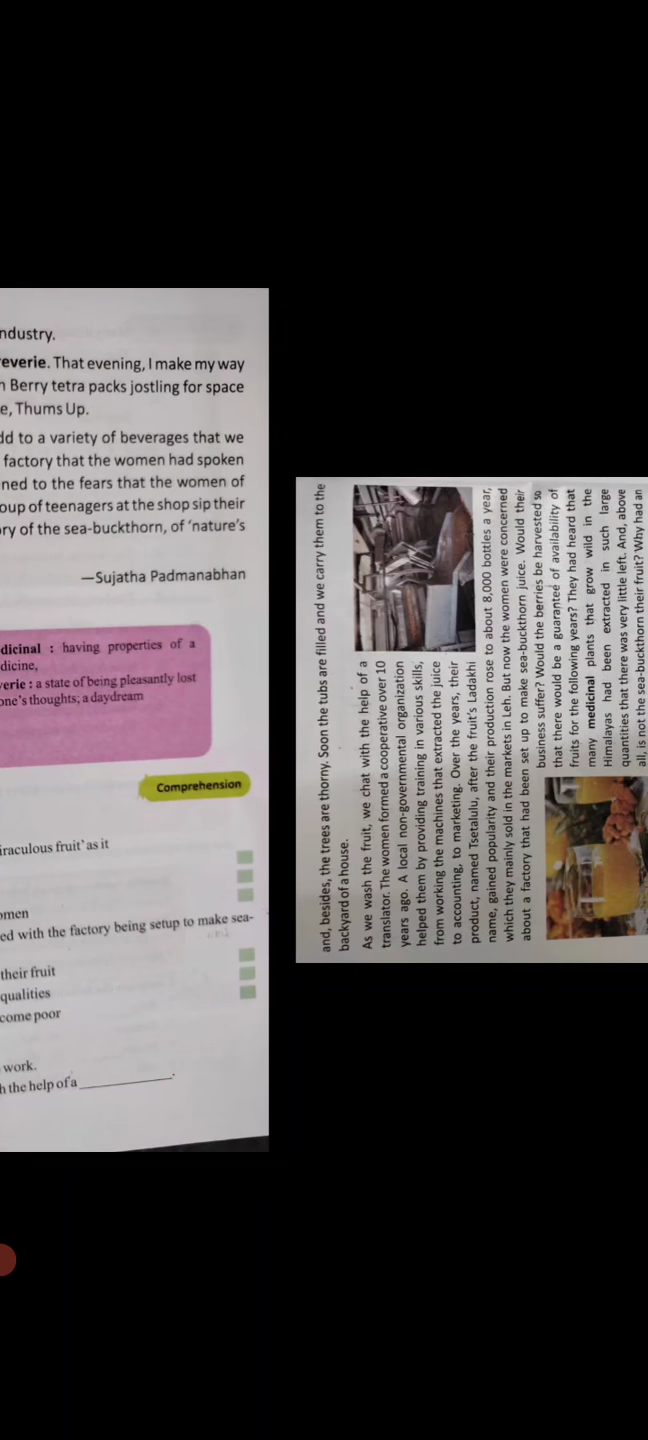 ndustry.
everie. That evening, I make my way
Berry tetra packs jostling for space
e, Thums Up.
dd to a variety of beverages that we
factory that the women had spoken
ned to the fears that the women of
oup of teenagers at the shop sip their
ry of the sea-buckthorn, of ‘nature’s
—Sujatha Padmanabhan
dicinal : having properties of a
dicine,
verie : a state of being pleasantly lost
one’s thoughts; a daydream
Comprehension
iraculous fruit’ as it
omen
ed with the factory being setup to make sea-
their fruit
qualities
come poor
work.
h the help of a ____________.
and, besides, the trees are thorny. Soon the tubs are filled and we carry them to the
backyard of a house.
As we wash the fruit, we chat with the help of a
translator. The women formed a cooperative over 10
years ago. A local non-governmental organization
helped them by providing training in various skills,
from working the machines that extracted the juice
to accounting, to marketing. Over the years, their
product, named Tsetalulu, after the fruit’s Ladakhi
name, gained popularity and their production rose to about 8,000 bottles a year,
which they mainly sold in the markets in Leh. But now the women were concerned
about a factory that had been set up to make sea-buckthorn juice. Would their
business suffer? Would the berries be harvested so
that there would be a guarantee of availability of
fruits for the following years? They had heard that
many medicinal plants that grow wild in the
Himalayas had been extracted in such large
quantities that there was very little left. And, above
all, is not the sea-buckthorn their fruit? Why had an